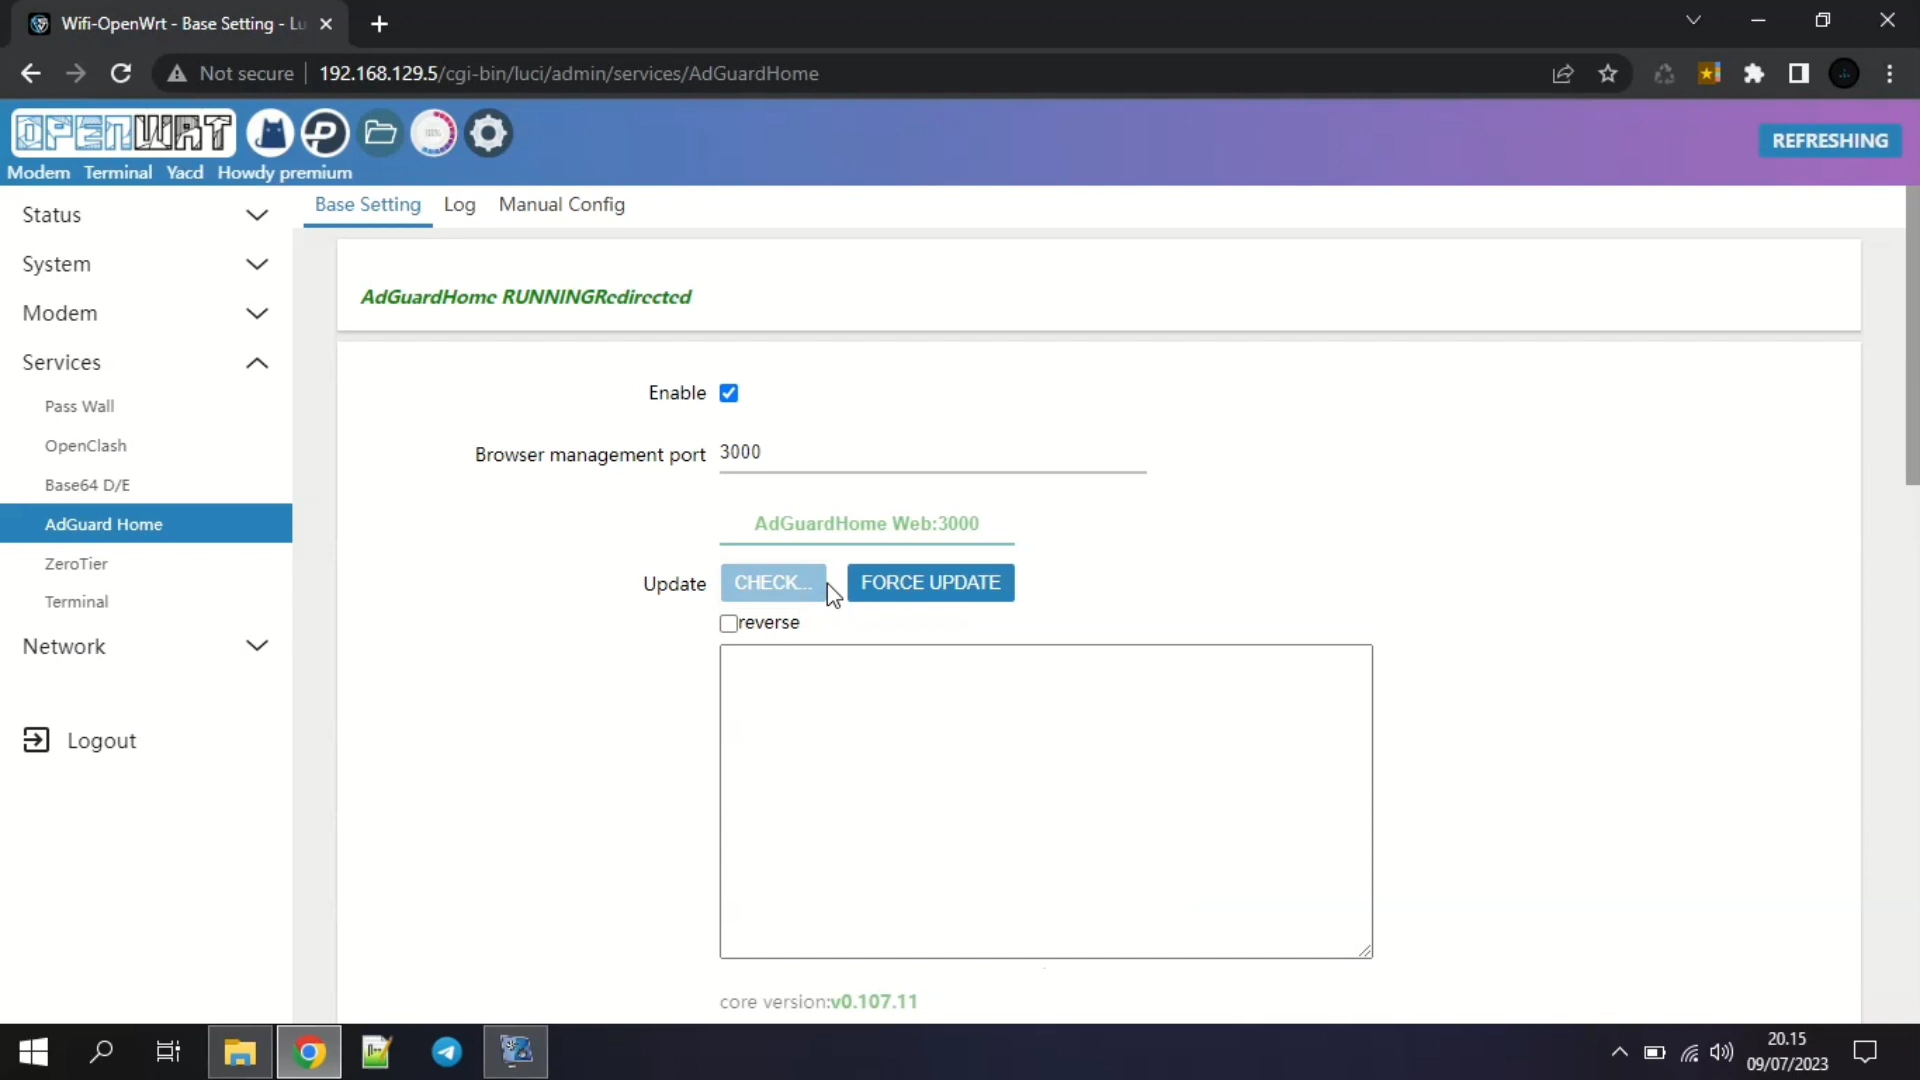 Wifi-OpenWrt - Base Setting - Lu
Not secure
192.168.129.5/cgi-bin/luci/admin/services/AdGuardHome
OPENWRT
REFRESHING
Modem Terminal Yacd Howdy premium
Status
System
Modem
Services
Pass Wall
OpenClash
Base64 D/E
AdGuard Home
ZeroTier
Terminal
Network
Logout
Base Setting Log Manual Config
AdGuardHome RUNNINGRedirected
Enable
Browser management port 3000
AdGuardHome Web:3000
Update CHECK... FORCE UPDATE
reverse
core version:v0.107.11
20.15
09/07/2023